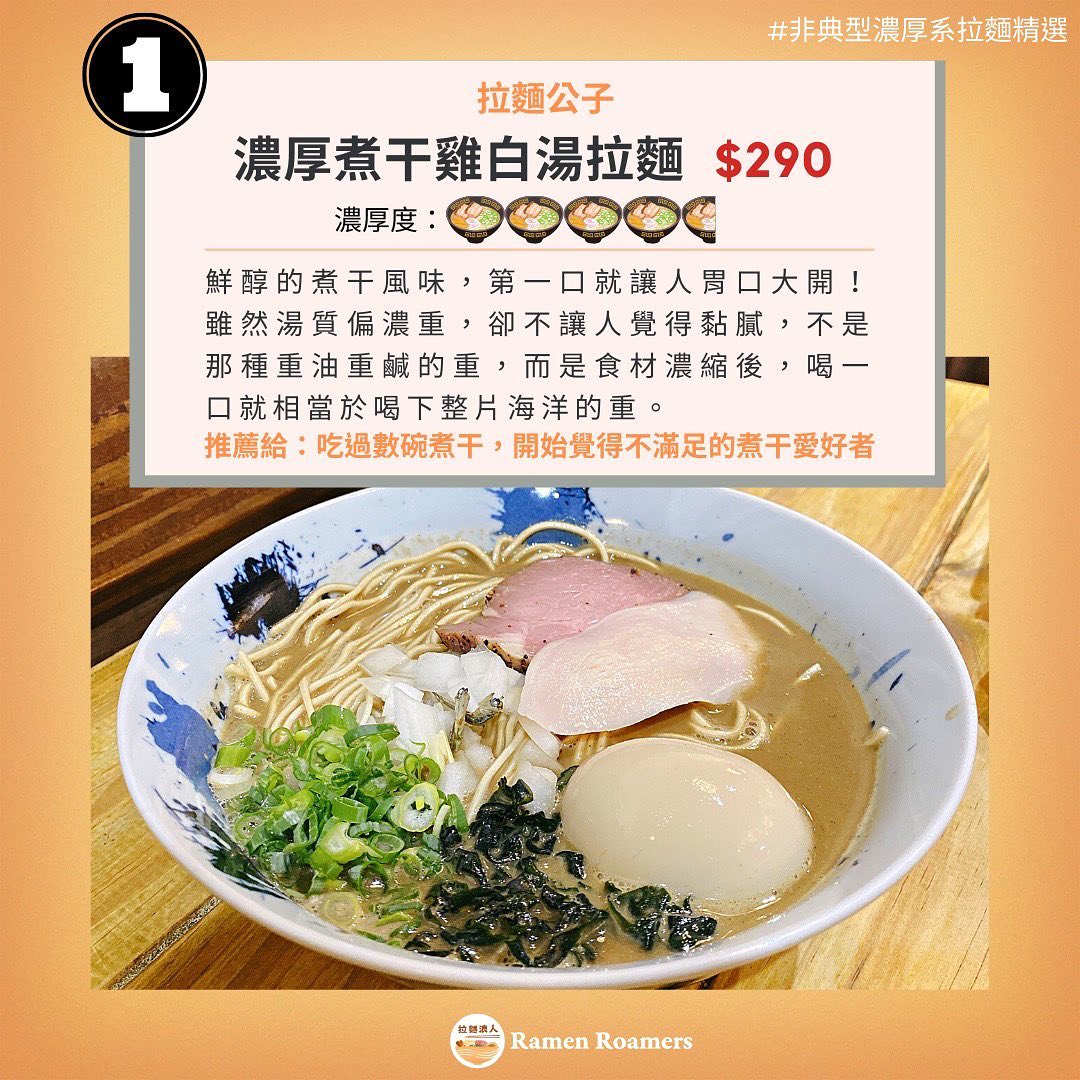 #非典型濃厚系拉麵精選
1
拉麵公子
濃厚煮干雞白湯拉麵 $290
濃厚度：
鮮醇的煮干風味，第一口就讓人胃口大開！
雖然湯質偏濃重，卻不讓人覺得黏膩，不是
那種重油重鹹的重，而是食材濃縮後，喝一
口就相當於喝下整片海洋的重。
推薦給：吃過數碗煮干，開始覺得不滿足的煮干愛好者
拉麵浪人
Ramen Roamers